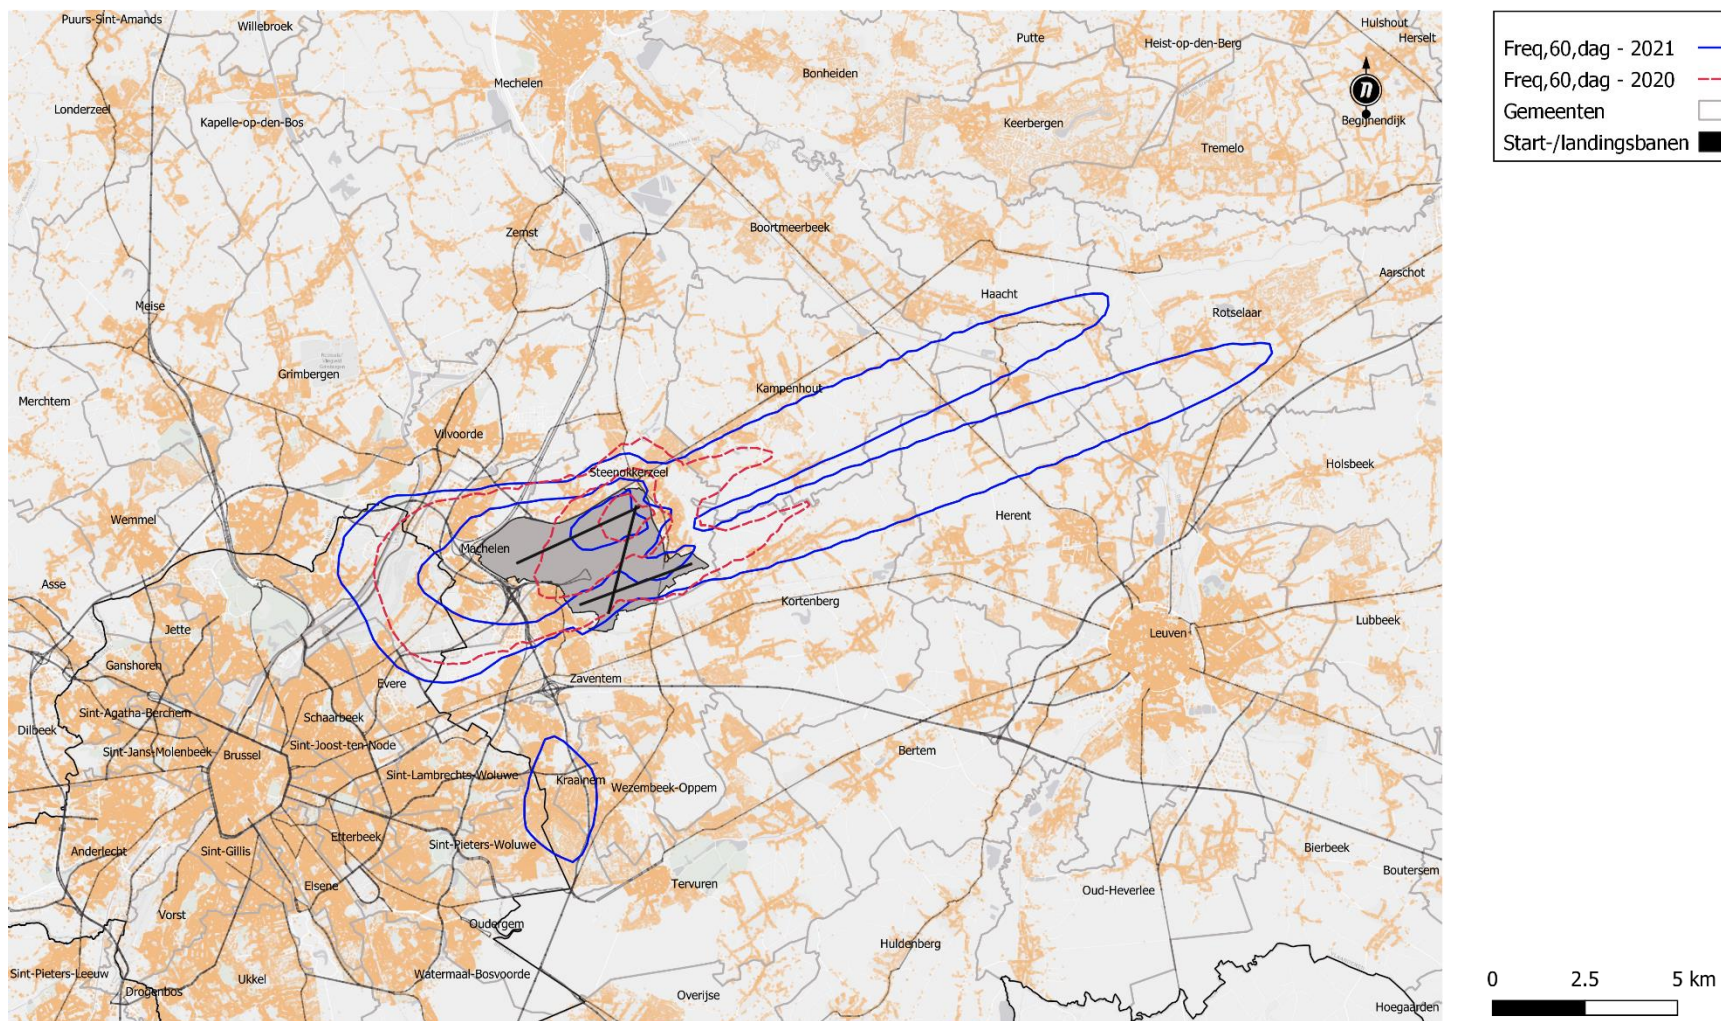 Puurs-Sint-Amands
Willebroek
Hulshout
Putte
Herselt
Heist-op-den-Berg
Bonheiden
Mechelen
Londerzeel
Kapelle-op-den-Bos
Keerbergen
Begijnendijk
Tremelo
Zemst
Boortmeerbeek
Aarschot
Haacht
Meise
Rotselaar
Grimbergen
Kampenhout
Merchtem
Vilvoorde
Holsbeek
Steenokkerzeel
Wemmel
Herent
Machelen
Asse
Kortenberg
Lubbeek
Jette
Leuven
Ganshoren
Zaventem
Evere
Sint-Agatha-Berchem
Schaarbeek
Dilbeek
Sint-Jans-Molenbeek
Brussel
Sint-Joost-ten-Node
Bertem
Sint-Lambrechts-Woluwe
Kraainem
Wezembeek-Oppem
Etterbeek
Sint-Pieters-Woluwe
Anderlecht
Sint-Gillis
Bierbeek
Boutersem
Elsene
Tervuren
Oud-Heverlee
Vorst
Oudergem
Huldenberg
Sint-Pieters-Leeuw
Ukkel
Watermaal-Bosvoorde
Drogenbos
Overijse
Hoegaarden
n
Freq,60,dag - 2021
Freq,60,dag - 2020
Gemeenten
Start-/landingsbanen
0 2.5 5 km